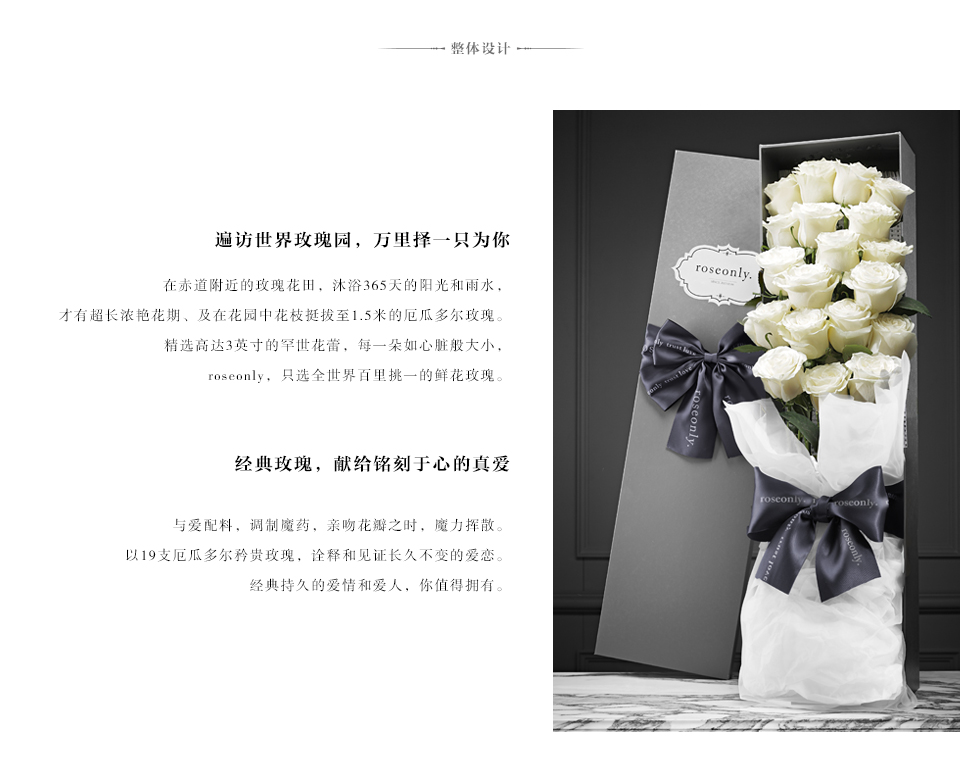 整体设计
遍访世界玫瑰园，万里择一只为你
在赤道附近的玫瑰花田，沐浴365天的阳光和雨水，
才有超长浓艳花期、及在花园中花枝挺拔至1.5米的厄瓜多尔玫瑰。
精选高达3英寸的罕世花蕾，每一朵如心脏般大小，
roseonly，只选全世界百里挑一的鲜花玫瑰。
经典玫瑰，献给铭刻于心的真爱
与爱配料，调制魔药，亲吻花瓣之时，魔力挥散。
以19支厄瓜多尔矜贵玫瑰，诠释和见证长久不变的爱恋。
经典持久的爱情和爱人，你值得拥有。
roseonly.
trust love
roseonly.
roseonly.
roseonly.
roseonly.
trust love